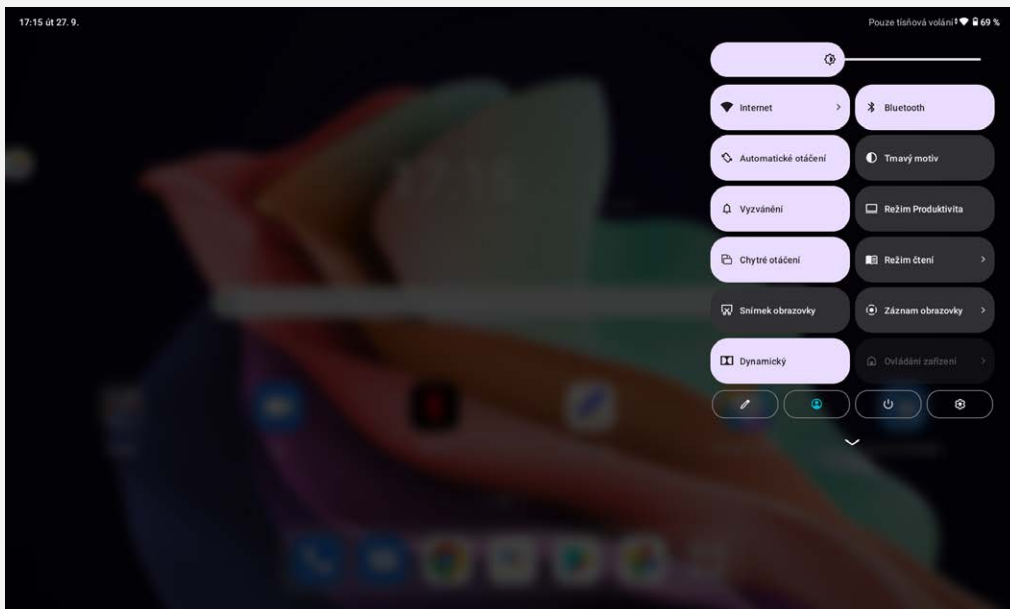 17:15 út 27. 9.
Pouze tísňová volání 69 %
Internet
Bluetooth
Automatické otáčení
Tmavý motiv
Vyzvánění
Režim Produktivita
Chytré otáčení
Režim čtení
Snímek obrazovky
Záznam obrazovky
Dynamický
Ovládání zařízení